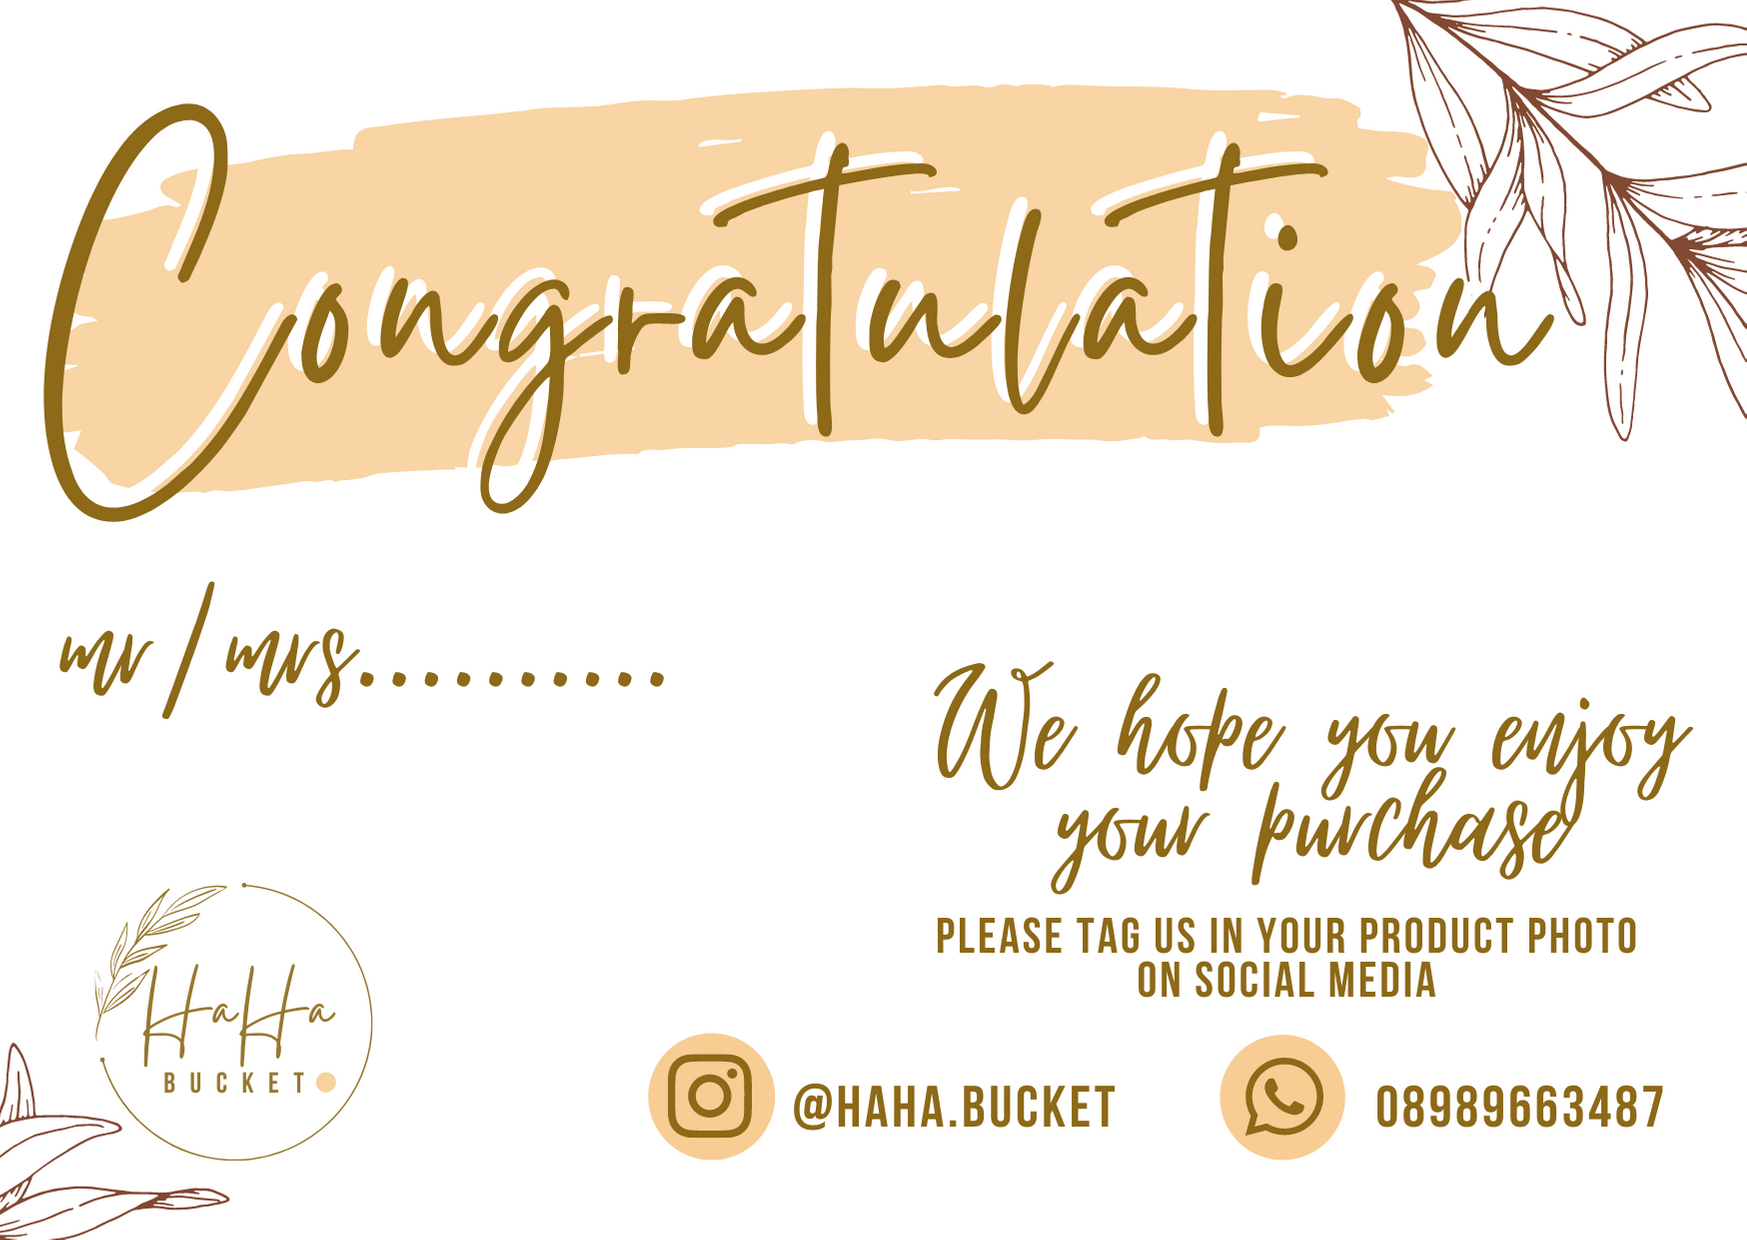 Congratulation
mr / mrs..........
We hope you enjoy
your purchase
PLEASE TAG US IN YOUR PRODUCT PHOTO
ON SOCIAL MEDIA
HaHa
BUCKET
@HAHA.BUCKET
08989663487